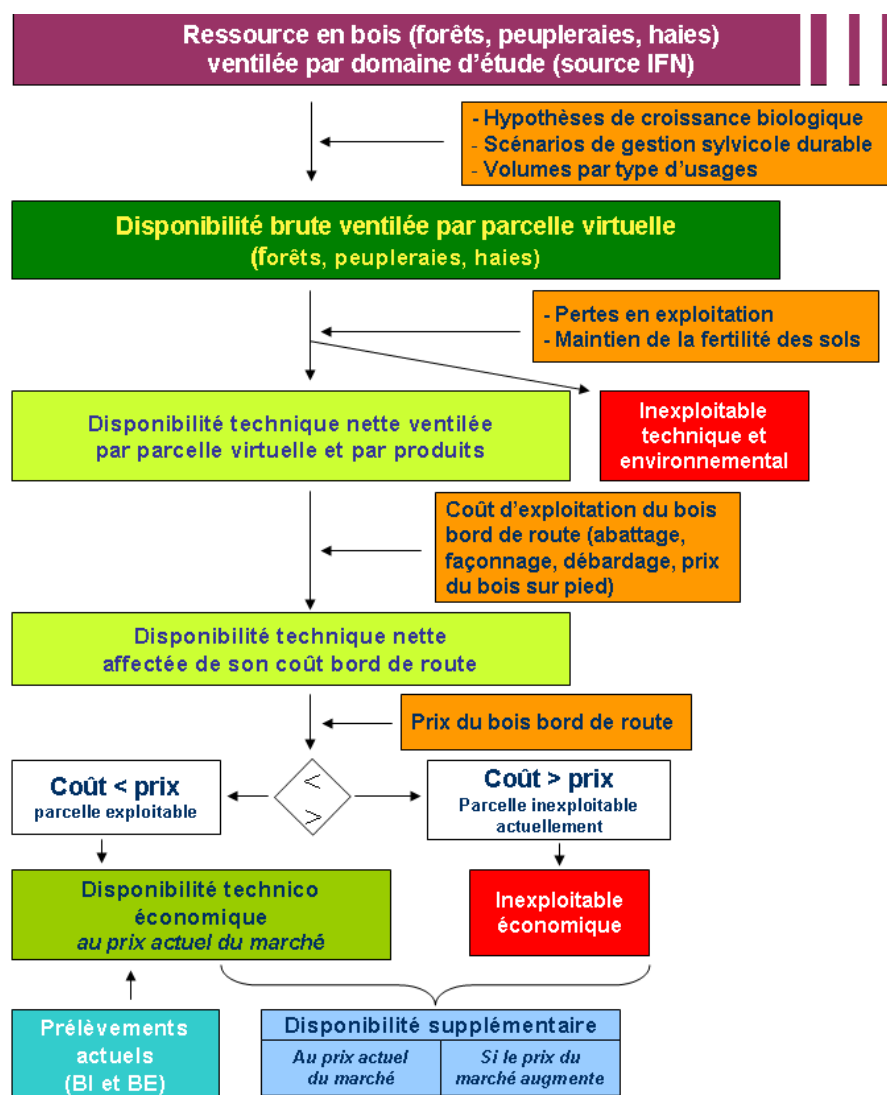 Ressource en bois (forêts, peupleraies, haies)
ventilée par domaine d'étude (source IFN)
- Hypothèses de croissance biologique
- Scénarios de gestion sylvicole durable
- Volumes par type d'usages
Disponibilité brute ventilée par parcelle virtuelle
(forêts, peupleraies, haies)
- Pertes en exploitation
- Maintien de la fertilité des sols
Disponibilité technique nette ventilée
par parcelle virtuelle et par produits
Inexploitable
technique et
environnemental
Coût d'exploitation du bois
bord de route (abattage,
façonnage, débardage, prix
du bois sur pied)
Disponibilité technique nette
affectée de son coût bord de route
Prix du bois bord de route
Coût < prix
parcelle exploitable
<
>
Coût > prix
Parcelle inexploitable
actuellement
Disponibilité technico
économique
au prix actuel du marché
Inexploitable
économique
Prélèvements
actuels
(BI et BE)
Disponibilité supplémentaire
Au prix actuel
du marché
Si le prix du
marché augmente